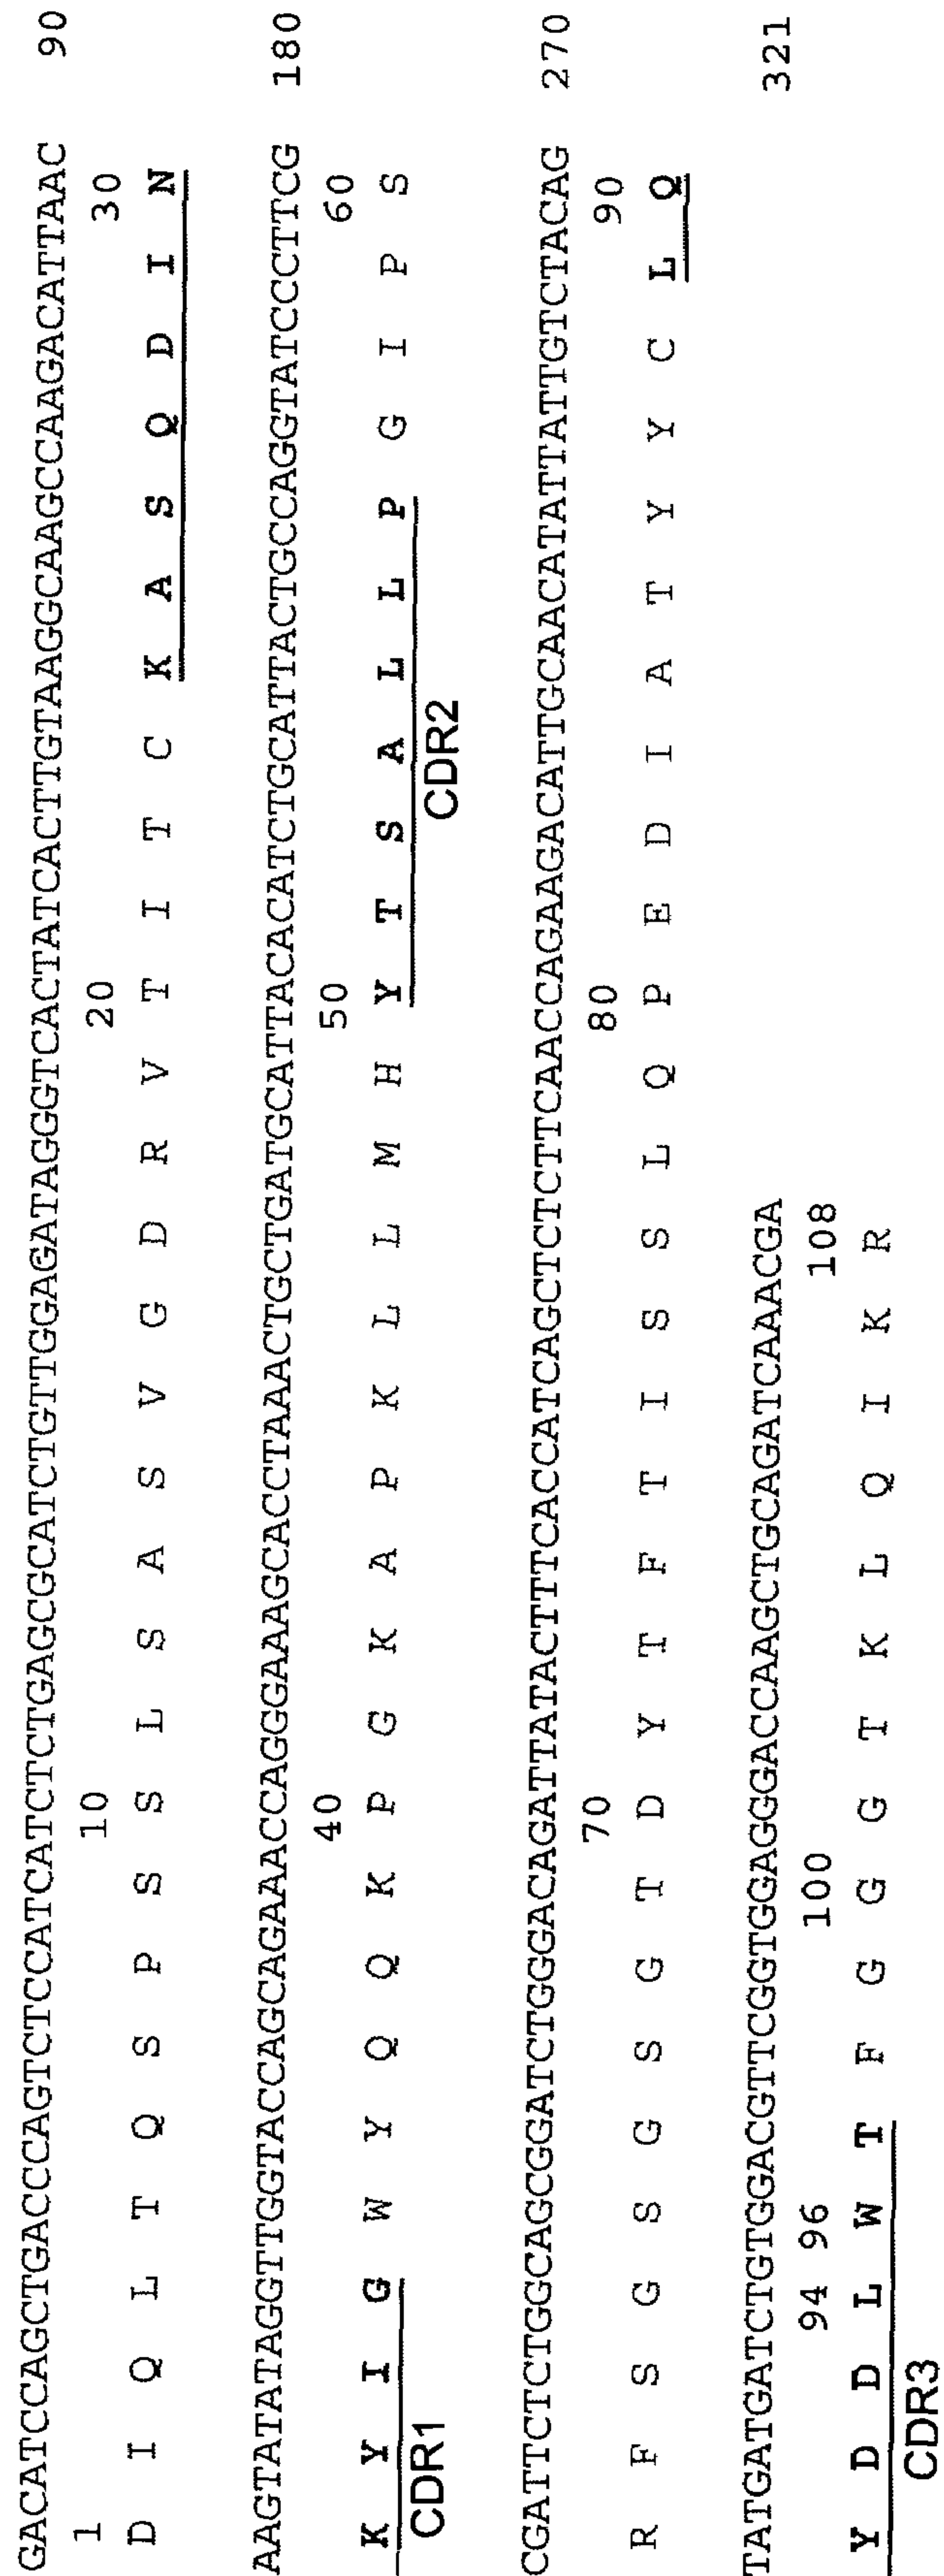 GACATCCAGCTGACCCAGTCTCCATCATCTCTGAGCGCATCTGTTGGAGATAGGGTCACTATCACTTGTAAGGCAAGCCAAGACATTAAC 90
1 10 20 30
D I Q L T Q S P S S L S A S V G D R V T I T C K A S Q D I N
AAGTATATAGGTTGGTACCAGCAGAAACCAGGGAAAGCACCTAAACTGCTGATGCATTACACATCTGCATTACTGCCAGGTATCCCTTCG 180
40 50 60
K Y I G W Y Q Q K P G K A P K L L M H Y T S A L L P G I P S
CDR1 CDR2
CGATTCTCTGGCAGCGGATCTGGGACAGATTATACTTTCACCATCAGCTCTCTTCAACCAGAAGACATTGCAACATATTATTGTCTACAG 270
70 80 90
R F S G S G S G T D Y T F T I S S L Q P E D I A T Y Y C L Q
TATGATGATCTGTGGACGTTCGGTGGAGGGACCAAGCTGCAGATCAAACGA 321
94 96 100 108
Y D D L W T F G G G T K L Q I K R
CDR3